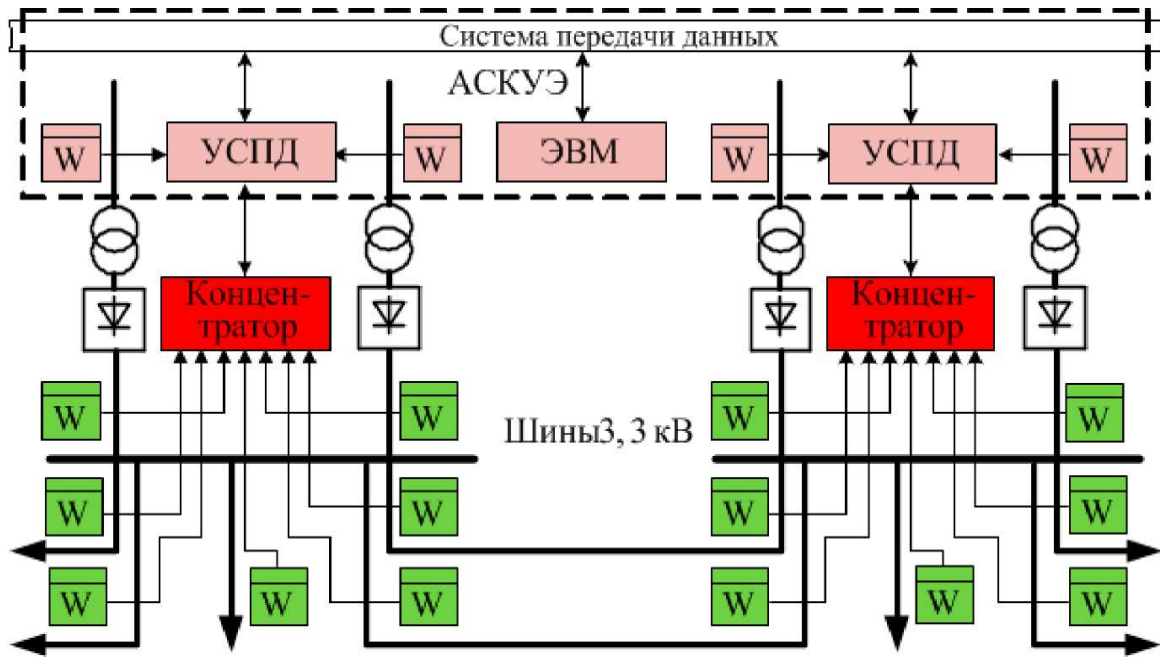 Система передачи данных
АСКУЭ
W
УСПД
W
ЭВМ
W
УСПД
W
Концен-
тратор
Концен-
тратор
W
W
W
W
Шины3, 3 кВ
W
W
W
W
W
W
W
W
W
W